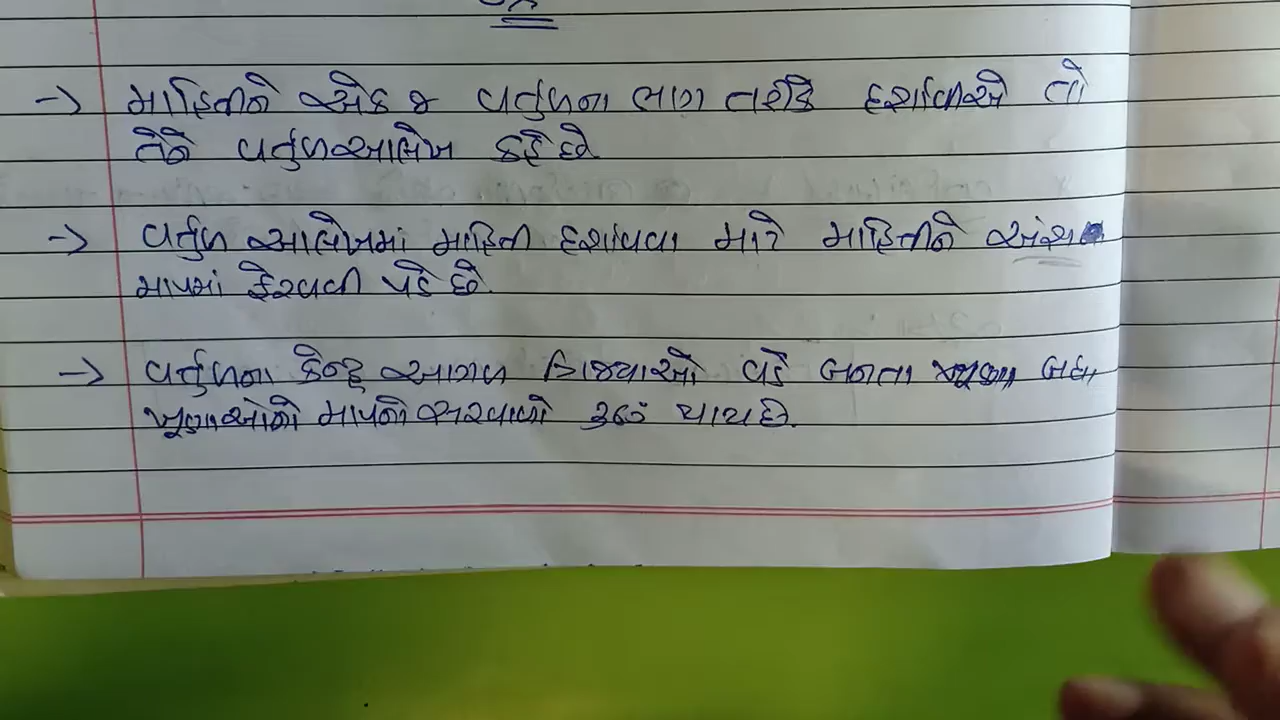 → માહિતીને એક જ વર્તુળના ભાગ તરીકે દર્શાવીએ તો
તેને વર્તુળઆલેખ કહે છે.
→ વર્તુળ આલેખમાં માહિતી દર્શાવવા માટે માહિતીને અંશ
માપમાં ફેરવવી પડે છે.
→ વર્તુળના કેન્દ્ર આગળ ત્રિજ્યાઓ વડે બનતા બધા
ખૂણાઓનો માપનો સરવાળો ૩૬૦° થાય છે.